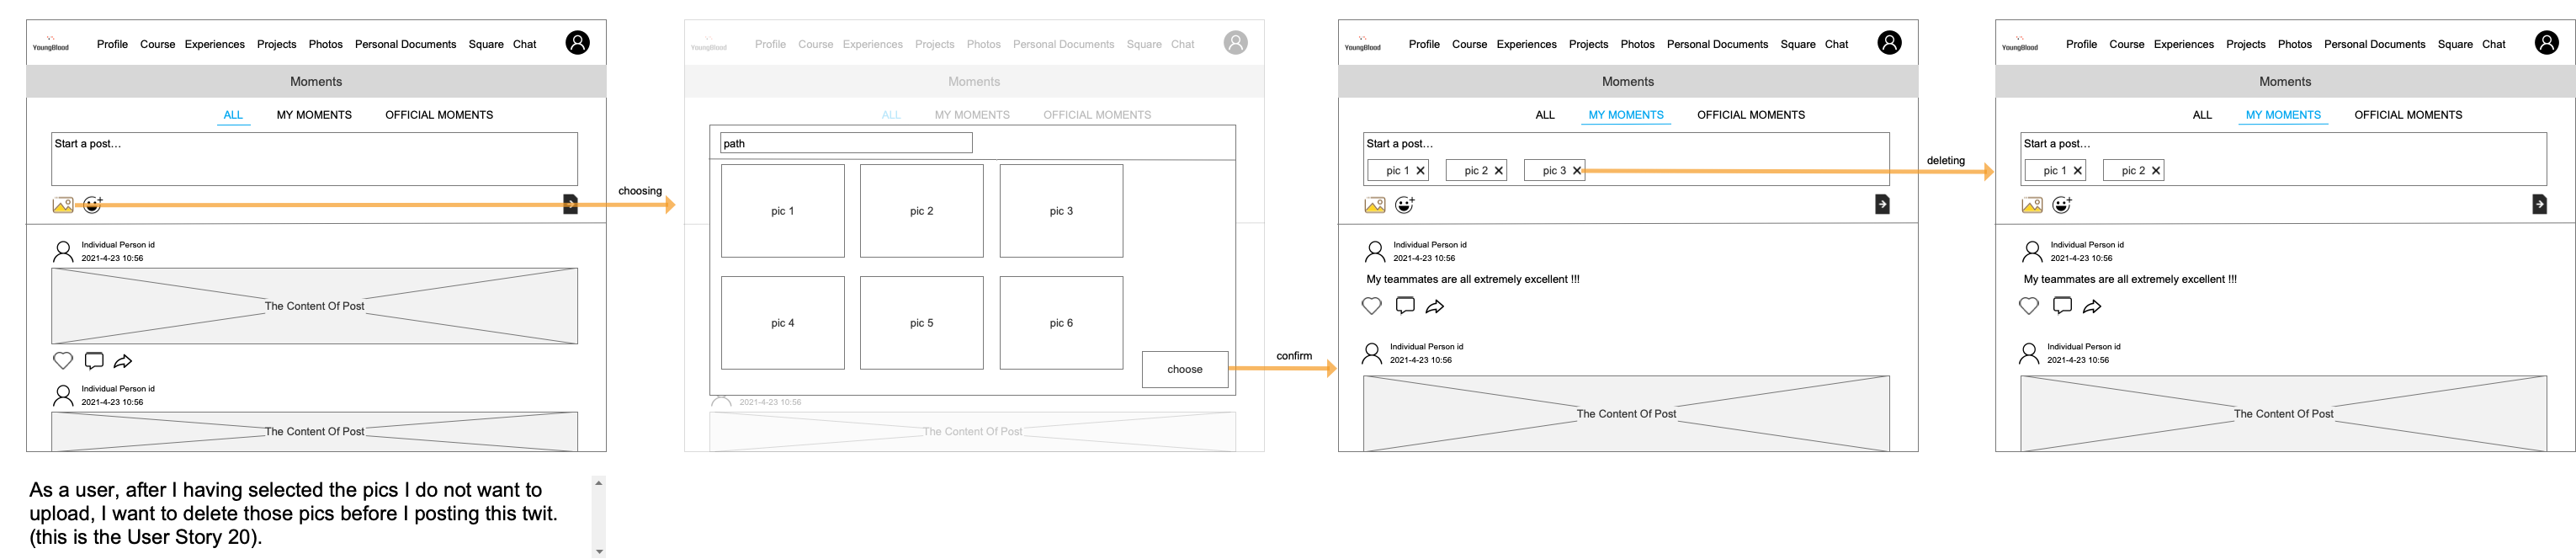 YoungBlood
Profile Course Experiences Projects Photos Personal Documents Square Chat
Moments
ALL MY MOMENTS OFFICIAL MOMENTS
Start a post...
Individual Person id
2021-4-23 10:56
The Content Of Post
Individual Person id
2021-4-23 10:56
The Content Of Post
choosing
YoungBlood
Profile Course Experiences Projects Photos Personal Documents Square Chat
Moments
ALL MY MOMENTS OFFICIAL MOMENTS
path
pic 1 pic 2 pic 3
pic 4 pic 5 pic 6
choose
2021-4-23 10:56
The Content Of Post
confirm
YoungBlood
Profile Course Experiences Projects Photos Personal Documents Square Chat
Moments
ALL MY MOMENTS OFFICIAL MOMENTS
Start a post...
pic 1 pic 2 pic 3
Individual Person id
2021-4-23 10:56
My teammates are all extremely excellent !!!
Individual Person id
2021-4-23 10:56
The Content Of Post
deleting
YoungBlood
Profile Course Experiences Projects Photos Personal Documents Square Chat
Moments
ALL MY MOMENTS OFFICIAL MOMENTS
Start a post...
pic 1 pic 2
Individual Person id
2021-4-23 10:56
My teammates are all extremely excellent !!!
Individual Person id
2021-4-23 10:56
The Content Of Post
As a user, after I having selected the pics I do not want to
upload, I want to delete those pics before I posting this twit.
(this is the User Story 20).